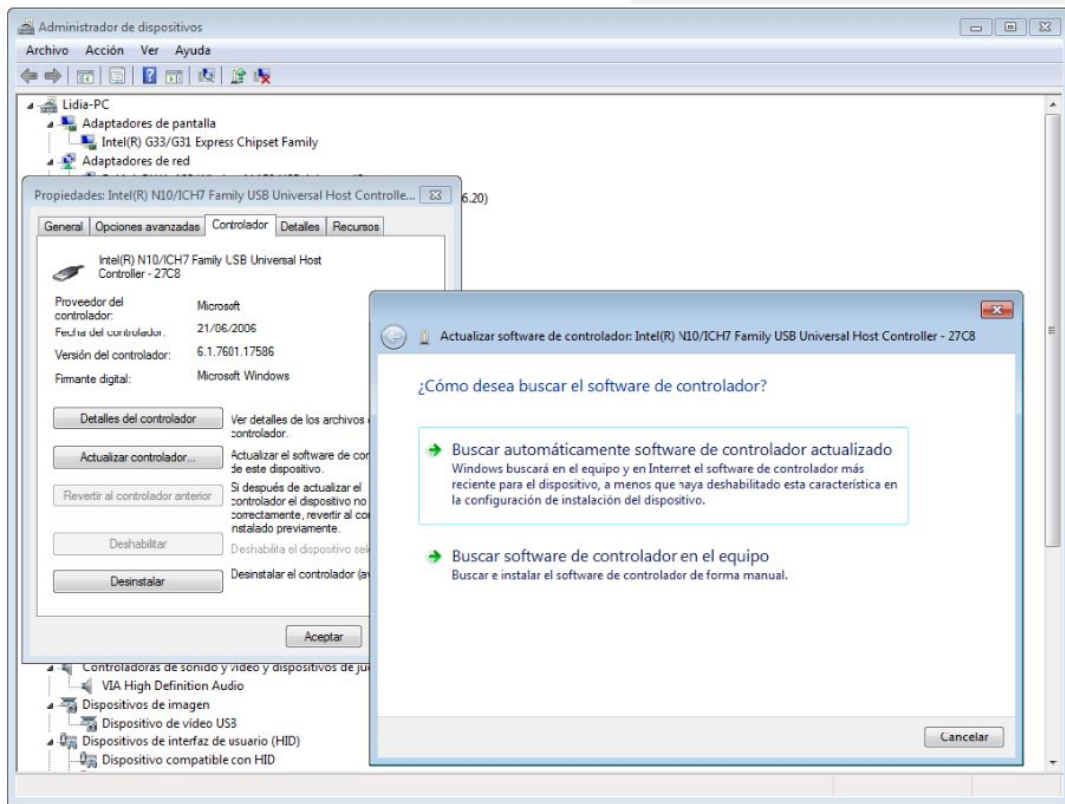 Administrador de dispositivos
Archivo Acción Ver Ayuda
Lidia-PC
Adaptadores de pantalla
Intel(R) G33/G31 Express Chipset Family
Adaptadores de red
6.20)
Propiedades: Intel(R) N10/ICH7 Family USB Universal Host Controlle...
General Opciones avanzadas Controlador Detalles Recursos
Intel(R) N10/ICH7 Family USB Universal Host
Controller - 27C8
Proveedor del
controlador:
Microsoft
Fecha del controlador:
21/06/2006
Versión del controlador:
6.1.7601.17586
Firmante digital:
Microsoft Windows
Detalles del controlador
Ver detalles de los archivos
controlador.
Actualizar controlador...
Actualizar el software de con
de este dispositivo.
Revertir al controlador anterior
Si después de actualizar el
controlador el dispositivo no
correctamente, revertir al co
instalado previamente.
Deshabilitar
Deshabilita el dispositivo sel
Desinstalar
Desinstalar el controlador (av
Aceptar
Actualizar software de controlador: Intel(R) N10/ICH7 Family USB Universal Host Controller - 27C8
¿Cómo desea buscar el software de controlador?
Buscar automáticamente software de controlador actualizado
Windows buscará en el equipo y en Internet el software de controlador más
reciente para el dispositivo, a menos que haya deshabilitado esta característica en
la configuración de instalación del dispositivo.
Buscar software de controlador en el equipo
Buscar e instalar el software de controlador de forma manual.
Cancelar
Controladoras de sonido y video y dispositivos de ju
VIA High Definition Audio
Dispositivos de imagen
Dispositivo de vídeo USB
Dispositivos de interfaz de usuario (HID)
Dispositivo compatible con HID